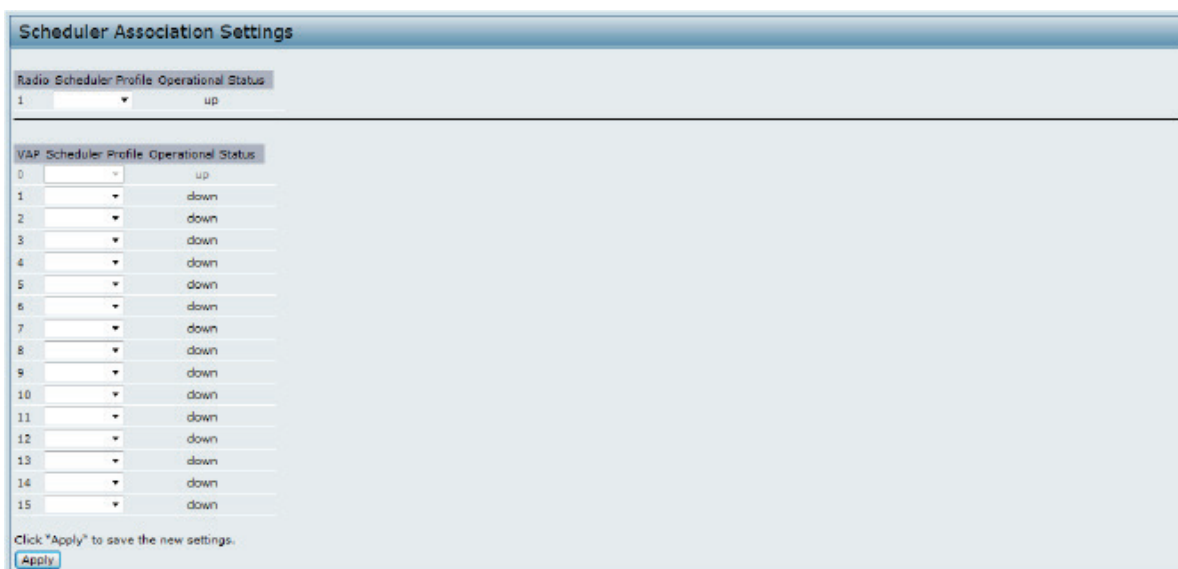 Scheduler Association Settings
Radio Scheduler Profile Operational Status
1 up
VAP Scheduler Profile Operational Status
0 up
1 down
2 down
3 down
4 down
5 down
6 down
7 down
8 down
9 down
10 down
11 down
12 down
13 down
14 down
15 down
Click "Apply" to save the new settings.
Apply